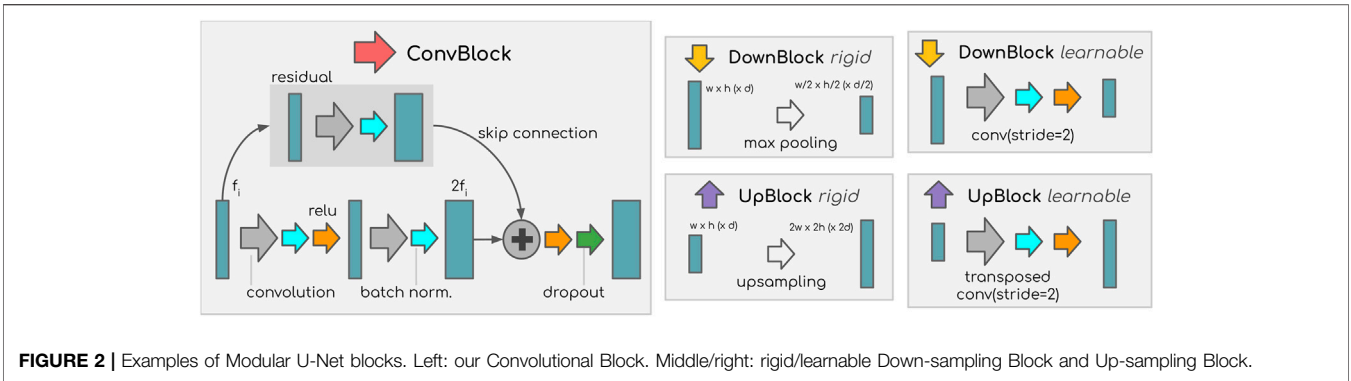 ConvBlock
residual
skip connection
fᵢ
2fᵢ
relu
convolution
batch norm.
dropout
DownBlock rigid
w x h (x d)
w/2 x h/2 (x d/2)
max pooling
DownBlock learnable
conv(stride=2)
UpBlock rigid
w x h (x d)
2w x 2h (x 2d)
upsampling
UpBlock learnable
transposed
conv(stride=2)
FIGURE 2 | Examples of Modular U-Net blocks. Left: our Convolutional Block. Middle/right: rigid/learnable Down-sampling Block and Up-sampling Block.